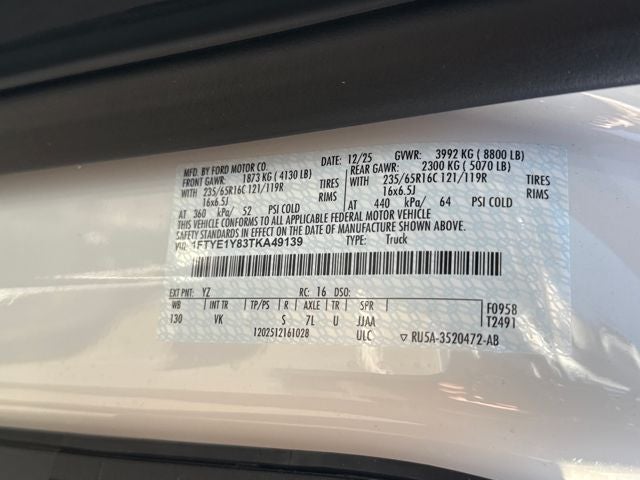 MFD. BY FORD MOTOR CO.
DATE: 12/25 GVWR: 3992 KG ( 8800 LB)
FRONT GAWR: 1873 KG ( 4130 LB) REAR GAWR: 2300 KG ( 5070 LB)
WITH 235/65R16C 121/119R TIRES WITH 235/65R16C 121/119R TIRES
16x6.5J RIMS 16x6.5J RIMS
AT 360 kPa/ 52 PSI COLD AT 440 kPa/ 64 PSI COLD
THIS VEHICLE CONFORMS TO ALL APPLICABLE FEDERAL MOTOR VEHICLE
SAFETY STANDARDS IN EFFECT ON THE DATE OF MANUFACTURE SHOWN ABOVE.
VIN: 1FTYE1Y83TKA49139 TYPE: Truck
EXT PNT: YZ RC: 16 DSO:
WB INT TR TP/PS R AXLE TR SPR F0958
130 VK S 7L U JJAA T2491
1202512161028 ULC ▽ RU5A-3520472-AB